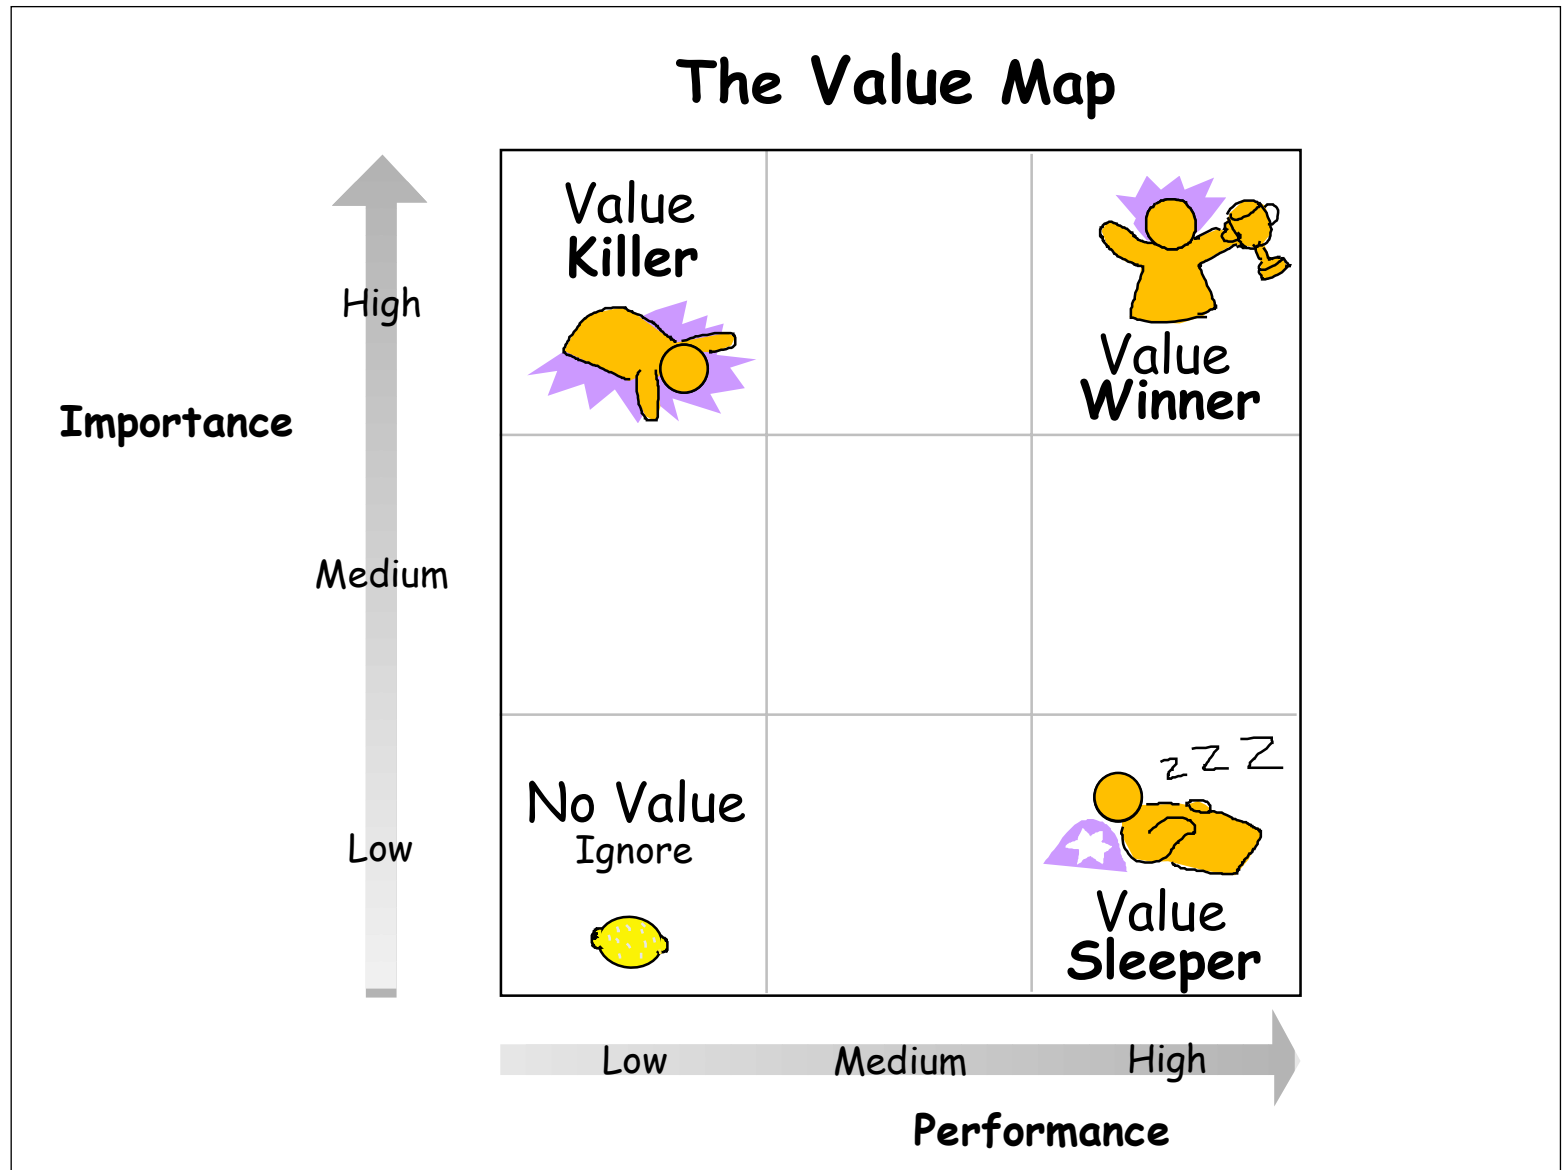 The Value Map
Value
Killer
Value
Winner
High
Importance
Medium
No Value
Ignore
Low
z z z
Value
Sleeper
Low Medium High
Performance